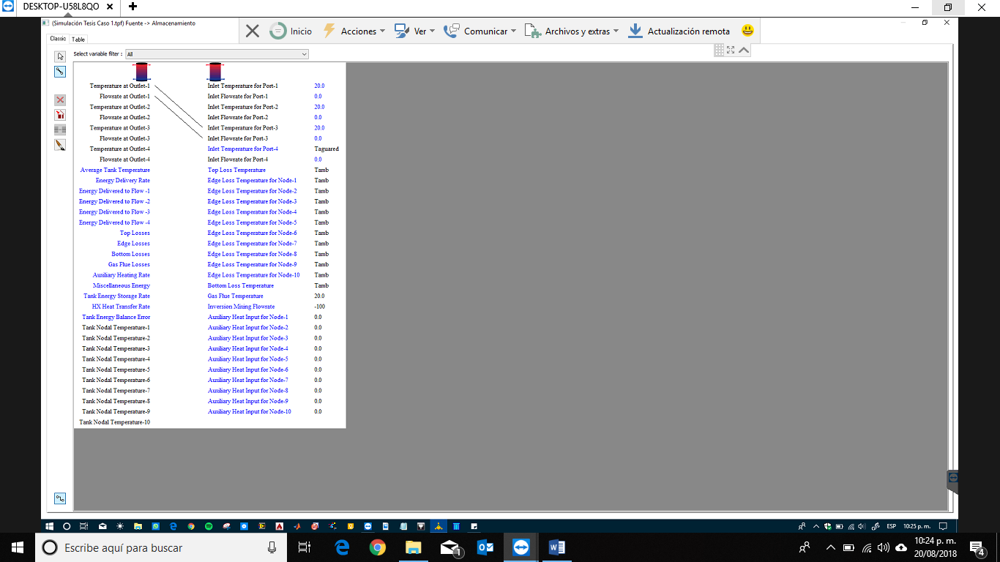 DESKTOP-U58L8QO
(Simulación Tesis Caso 1.tpf) Fuente -> Almacenamiento
Inicio
Acciones
Ver
Comunicar
Archivos y extras
Actualización remota
Classic
Table
Select variable filter :
All
Temperature at Outlet-1 Inlet Temperature for Port-1 20.0
Flowrate at Outlet-1 Inlet Flowrate for Port-1 0.0
Temperature at Outlet-2 Inlet Temperature for Port-2 20.0
Flowrate at Outlet-2 Inlet Flowrate for Port-2 0.0
Temperature at Outlet-3 Inlet Temperature for Port-3 20.0
Flowrate at Outlet-3 Inlet Flowrate for Port-3 0.0
Temperature at Outlet-4 Inlet Temperature for Port-4 Taguared
Flowrate at Outlet-4 Inlet Flowrate for Port-4 0.0
Average Tank Temperature Top Loss Temperature Tamb
Energy Delivery Rate Edge Loss Temperature for Node-1 Tamb
Energy Delivered to Flow -1 Edge Loss Temperature for Node-2 Tamb
Energy Delivered to Flow -2 Edge Loss Temperature for Node-3 Tamb
Energy Delivered to Flow -3 Edge Loss Temperature for Node-4 Tamb
Energy Delivered to Flow -4 Edge Loss Temperature for Node-5 Tamb
Top Losses Edge Loss Temperature for Node-6 Tamb
Edge Losses Edge Loss Temperature for Node-7 Tamb
Bottom Losses Edge Loss Temperature for Node-8 Tamb
Gas Flue Losses Edge Loss Temperature for Node-9 Tamb
Auxiliary Heating Rate Edge Loss Temperature for Node-10 Tamb
Miscellaneous Energy Bottom Loss Temperature Tamb
Tank Energy Storage Rate Gas Flue Temperature 20.0
HX Heat Transfer Rate Inversion Mixing Flowrate -100
Tank Energy Balance Error Auxiliary Heat Input for Node-1 0.0
Tank Nodal Temperature-1 Auxiliary Heat Input for Node-2 0.0
Tank Nodal Temperature-2 Auxiliary Heat Input for Node-3 0.0
Tank Nodal Temperature-3 Auxiliary Heat Input for Node-4 0.0
Tank Nodal Temperature-4 Auxiliary Heat Input for Node-5 0.0
Tank Nodal Temperature-5 Auxiliary Heat Input for Node-6 0.0
Tank Nodal Temperature-6 Auxiliary Heat Input for Node-7 0.0
Tank Nodal Temperature-7 Auxiliary Heat Input for Node-8 0.0
Tank Nodal Temperature-8 Auxiliary Heat Input for Node-9 0.0
Tank Nodal Temperature-9 Auxiliary Heat Input for Node-10 0.0
Tank Nodal Temperature-10
ESP 10:25 p. m.
Escribe aquí para buscar
1
10:24 p. m.
20/08/2018
4